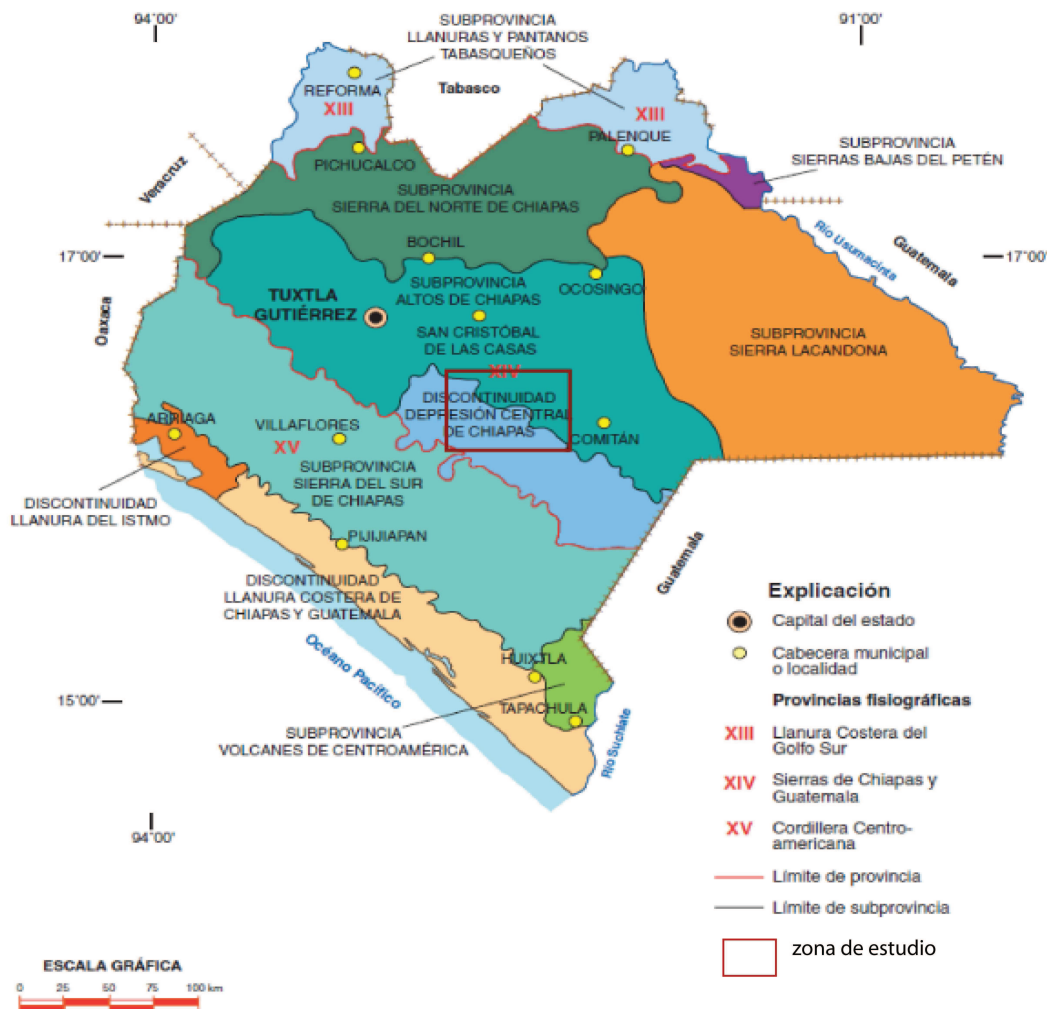 94°00'
91°00'
SUBPROVINCIA
LLANURAS Y PANTANOS
TABASQUEÑOS
Tabasco
REFORMA
XIII
XIII
PALENQUE
PICHUCALCO
SUBPROVINCIA
SIERRAS BAJAS DEL PETÉN
Veracruz
SUBPROVINCIA
SIERRA DEL NORTE DE CHIAPAS
Río Usumacinta
Guatemala
17°00'
17°00'
BOCHIL
OCOSINGO
SUBPROVINCIA
ALTOS DE CHIAPAS
TUXTLA
GUTIÉRREZ
Oaxaca
SAN CRISTÓBAL
DE LAS CASAS
SUBPROVINCIA
SIERRA LACANDONA
XIV
DISCONTINUIDAD
DEPRESIÓN CENTRAL
DE CHIAPAS
COMITÁN
ARRIAGA
VILLAFLORES
XV
SUBPROVINCIA
SIERRA DEL SUR
DE CHIAPAS
DISCONTINUIDAD
LLANURA DEL ISTMO
PIJIJIAPAN
Guatemala
DISCONTINUIDAD
LLANURA COSTERA DE
CHIAPAS Y GUATEMALA
Océano Pacífico
HUIXTLA
TAPACHULA
15°00'
SUBPROVINCIA
VOLCANES DE CENTROAMÉRICA
Río Suchiate
94°00'
Explicación
Capital del estado
Cabecera municipal
o localidad
Provincias fisiográficas
XIII Llanura Costera del
Golfo Sur
XIV Sierras de Chiapas y
Guatemala
XV Cordillera Centro-
americana
Límite de provincia
Límite de subprovincia
zona de estudio
ESCALA GRÁFICA
0 25 50 75 100 km